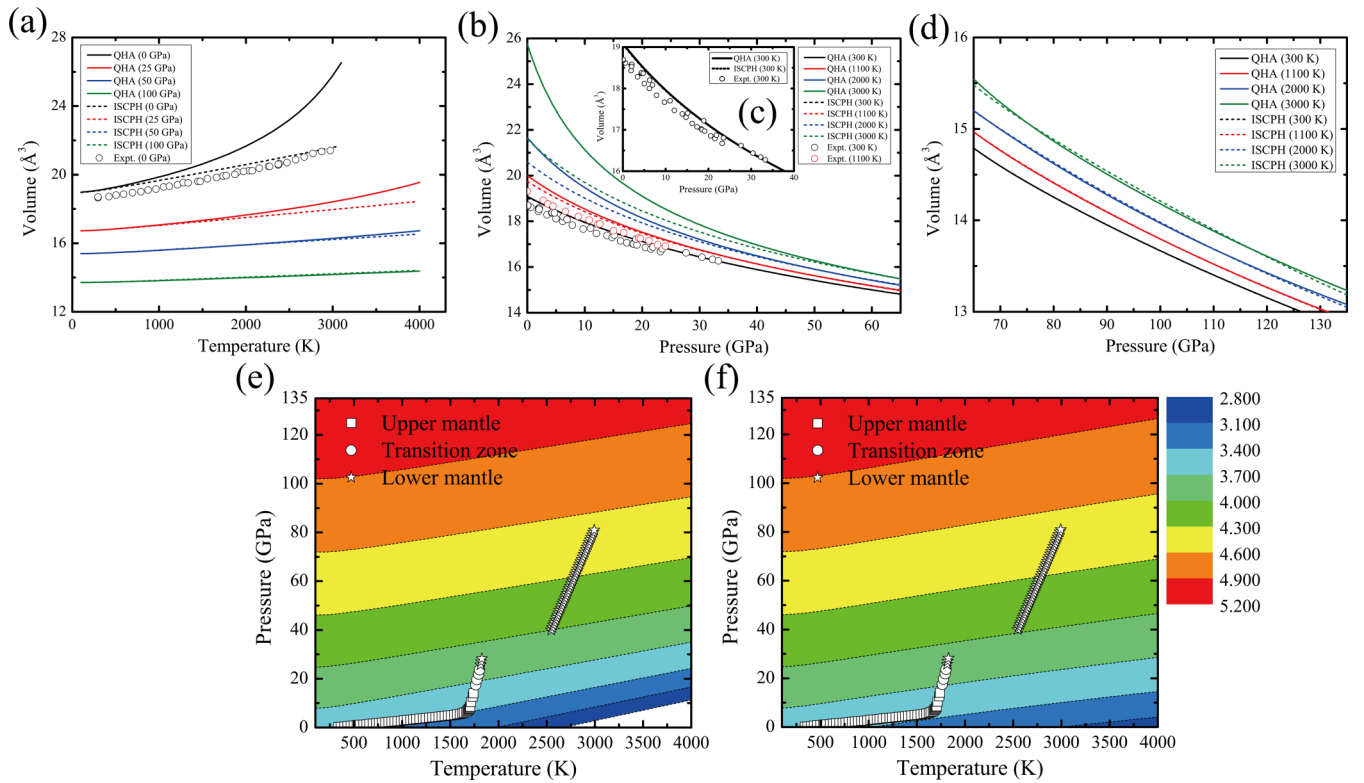 (a)
28
24
20
16
12
Volume (Å³)
QHA (0 GPa)
QHA (25 GPa)
QHA (50 GPa)
QHA (100 GPa)
ISCPH (0 GPa)
ISCPH (25 GPa)
ISCPH (50 GPa)
ISCPH (100 GPa)
Expt. (0 GPa)
0 1000 2000 3000 4000
Temperature (K)
(b)
26
24
22
20
18
16
14
Volume (Å³)
QHA (300 K)
QHA (1100 K)
QHA (2000 K)
QHA (3000 K)
ISCPH (300 K)
ISCPH (1100 K)
ISCPH (2000 K)
ISCPH (3000 K)
Expt. (300 K)
Expt. (1100 K)
0 10 20 30 40 50 60
Pressure (GPa)
(c)
19
18
17
16
Volume (Å³)
QHA (300 K)
ISCPH (300 K)
Expt. (300 K)
0 10 20 30 40
Pressure (GPa)
(d)
16
15
14
13
Volume (Å³)
QHA (300 K)
QHA (1100 K)
QHA (2000 K)
QHA (3000 K)
ISCPH (300 K)
ISCPH (1100 K)
ISCPH (2000 K)
ISCPH (3000 K)
70 80 90 100 110 120 130
Pressure (GPa)
(e)
135
120
100
80
60
40
20
0
Pressure (GPa)
Upper mantle
Transition zone
Lower mantle
500 1000 1500 2000 2500 3000 3500 4000
Temperature (K)
(f)
135
120
100
80
60
40
20
0
Pressure (GPa)
Upper mantle
Transition zone
Lower mantle
500 1000 1500 2000 2500 3000 3500 4000
Temperature (K)
2.800
3.100
3.400
3.700
4.000
4.300
4.600
4.900
5.200